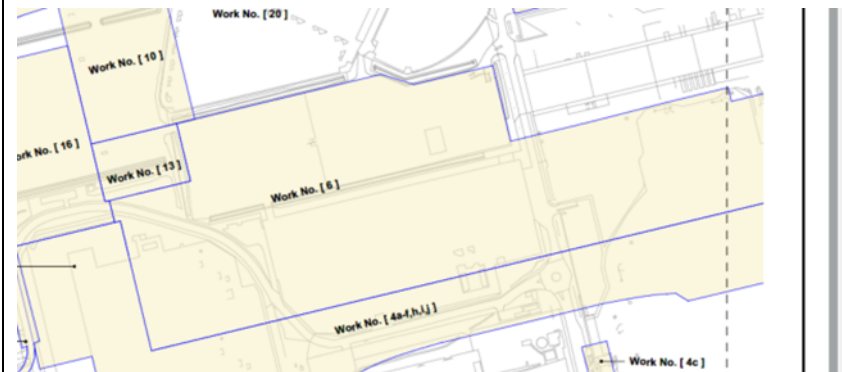 Work No. [ 20 ]
Work No. [ 10 ]
ork No. [ 16 ]
Work No. [ 13 ]
Work No. [ 6 ]
Work No. [ 4a-f,h,i,j ]
Work No. [ 4c ]